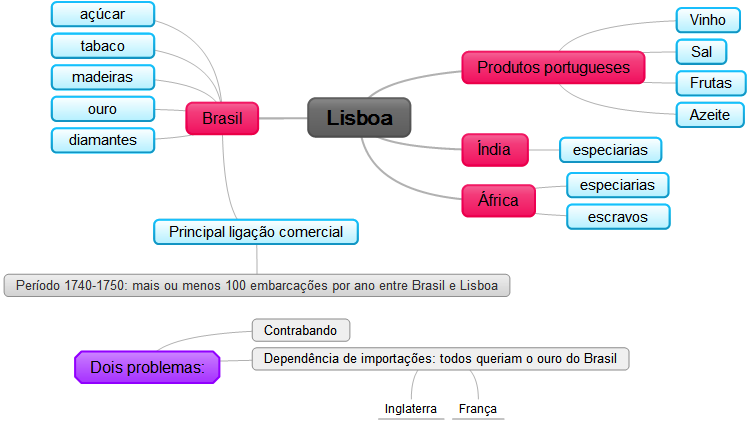 açúcar
tabaco
madeiras
ouro
diamantes
Brasil
Lisboa
Produtos portugueses
Vinho
Sal
Frutas
Azeite
Índia
especiarias
África
especiarias
escravos
Principal ligação comercial
Período 1740-1750: mais ou menos 100 embarcações por ano entre Brasil e Lisboa
Dois problemas:
Contrabando
Dependência de importações: todos queriam o ouro do Brasil
Inglaterra
França